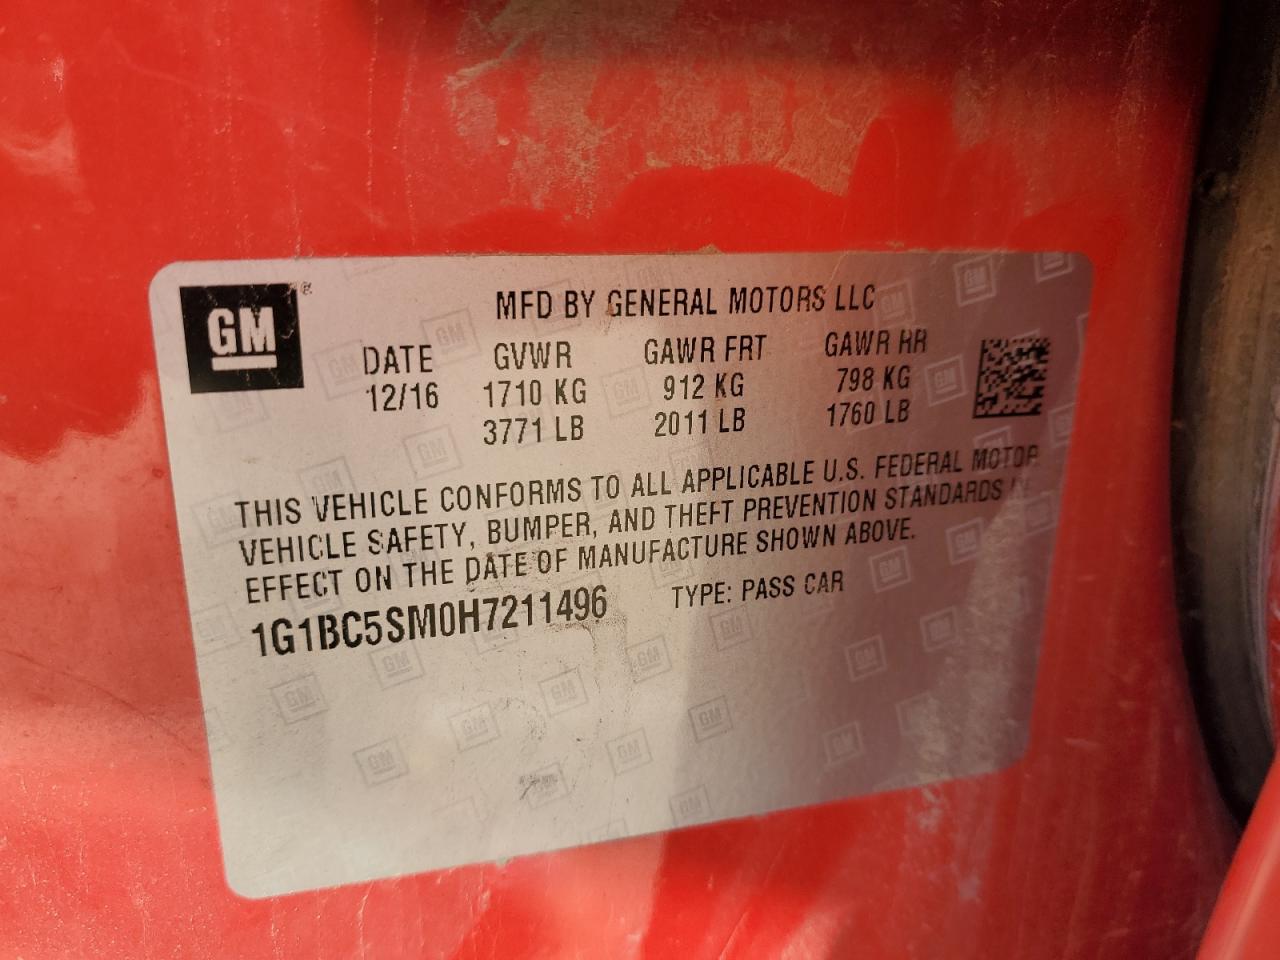 GM ®
MFD BY GENERAL MOTORS LLC
DATE GVWR GAWR FRT GAWR RR
12/16 1710 KG 912 KG 798 KG
3771 LB 2011 LB 1760 LB
THIS VEHICLE CONFORMS TO ALL APPLICABLE U.S. FEDERAL MOTOR
VEHICLE SAFETY, BUMPER, AND THEFT PREVENTION STANDARDS IN
EFFECT ON THE DATE OF MANUFACTURE SHOWN ABOVE.
1G1BC5SM0H7211496 TYPE: PASS CAR